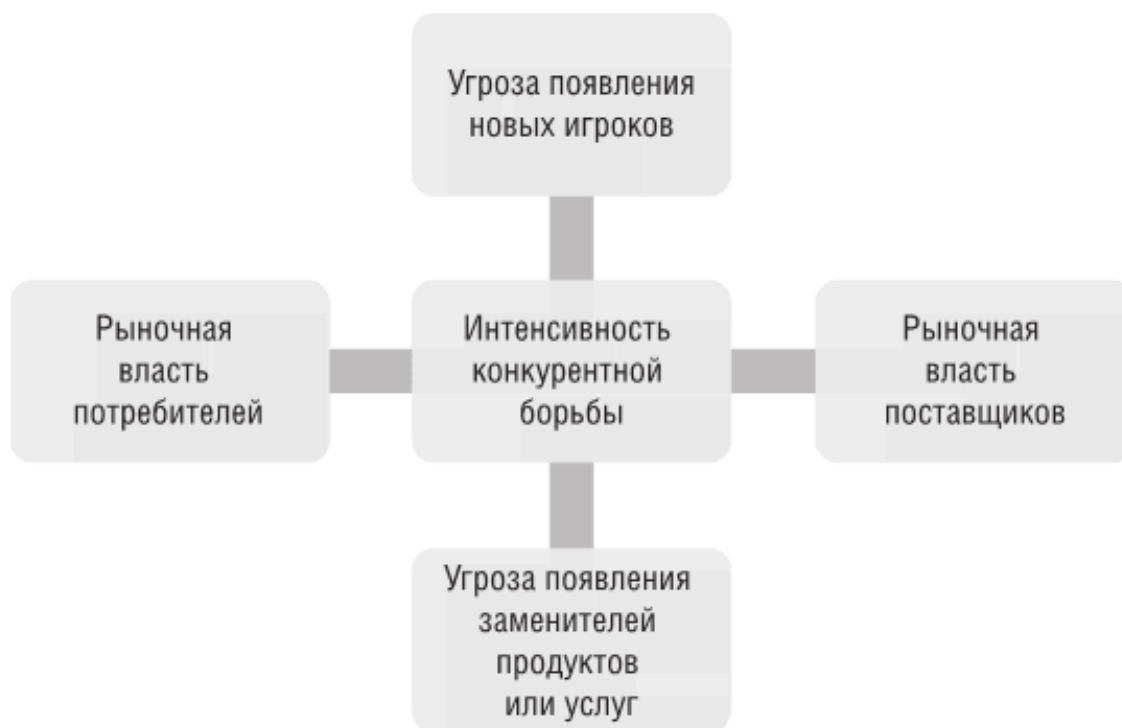 Угроза появления
новых игроков
Рыночная
власть
потребителей
Интенсивность
конкурентной
борьбы
Рыночная
власть
поставщиков
Угроза появления
заменителей
продуктов
или услуг